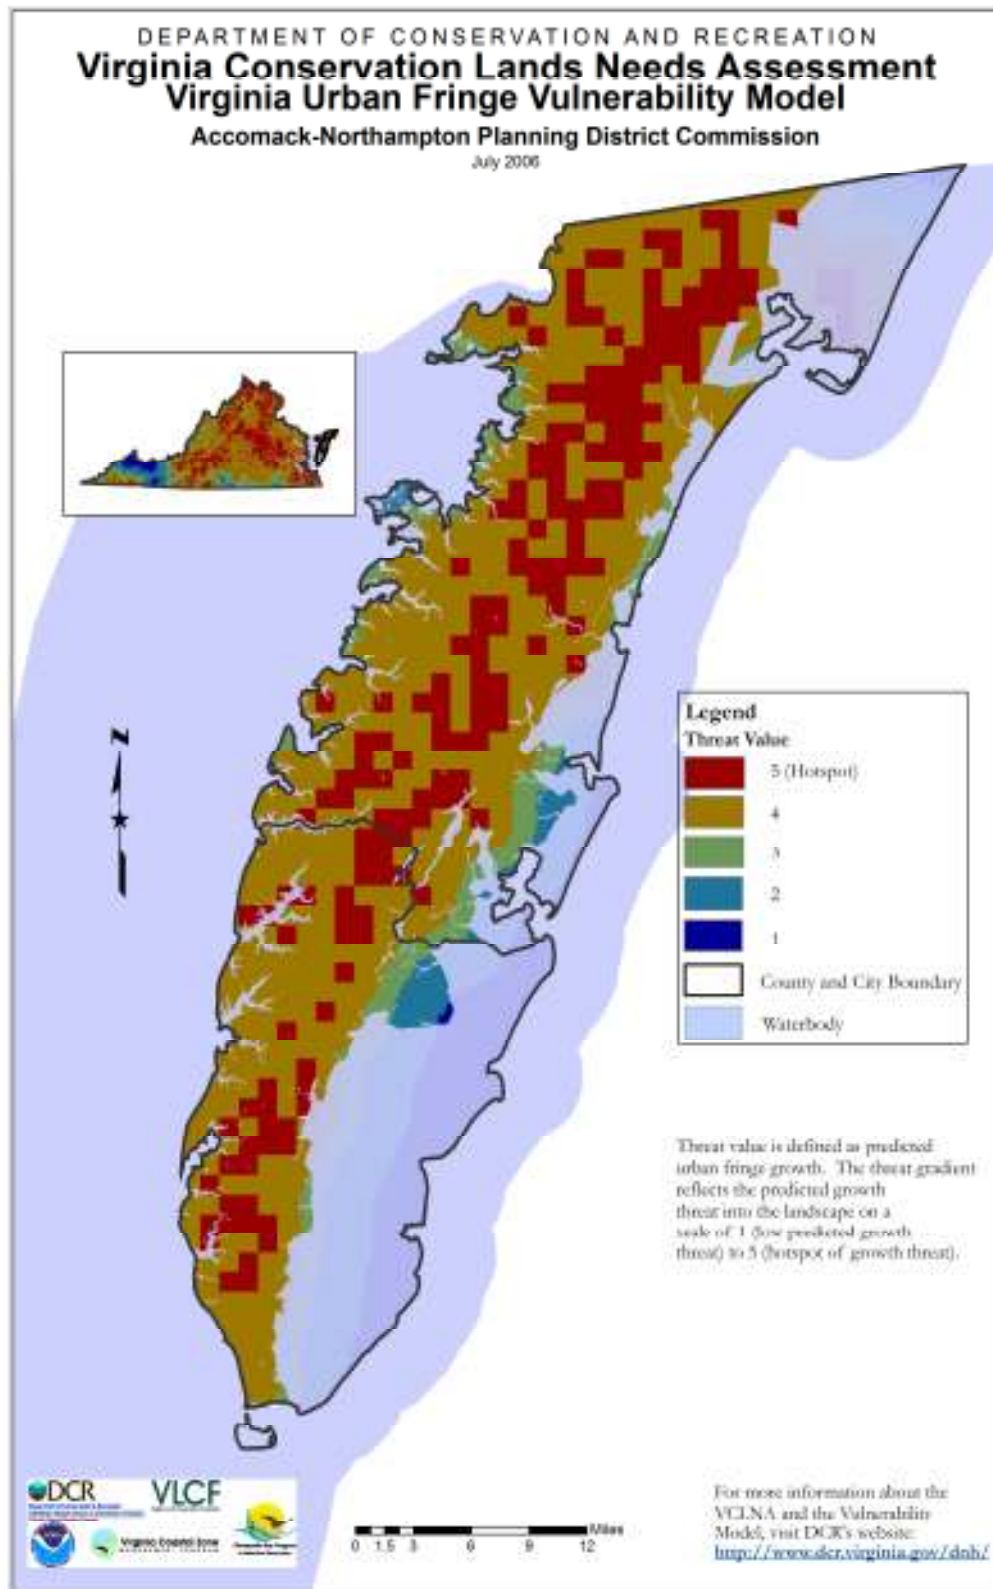 DEPARTMENT OF CONSERVATION AND RECREATION
Virginia Conservation Lands Needs Assessment
Virginia Urban Fringe Vulnerability Model
Accomack-Northampton Planning District Commission
July 2006
N
Legend
Threat Value
5 (Hotspot)
4
3
2
1
County and City Boundary
Waterbody
Threat value is defined as predicted
urban fringe growth. The threat gradient
reflects the predicted growth
threat into the landscape on a
scale of 1 (low predicted growth
threat) to 5 (hotspot of growth threat).
DCR
VLCF
Virginia Coastal Zone
Miles
0 1.5 3 6 9 12
For more information about the
VCLNA and the Vulnerability
Model, visit DCR's website:
http://www.dcr.virginia.gov/dnh/